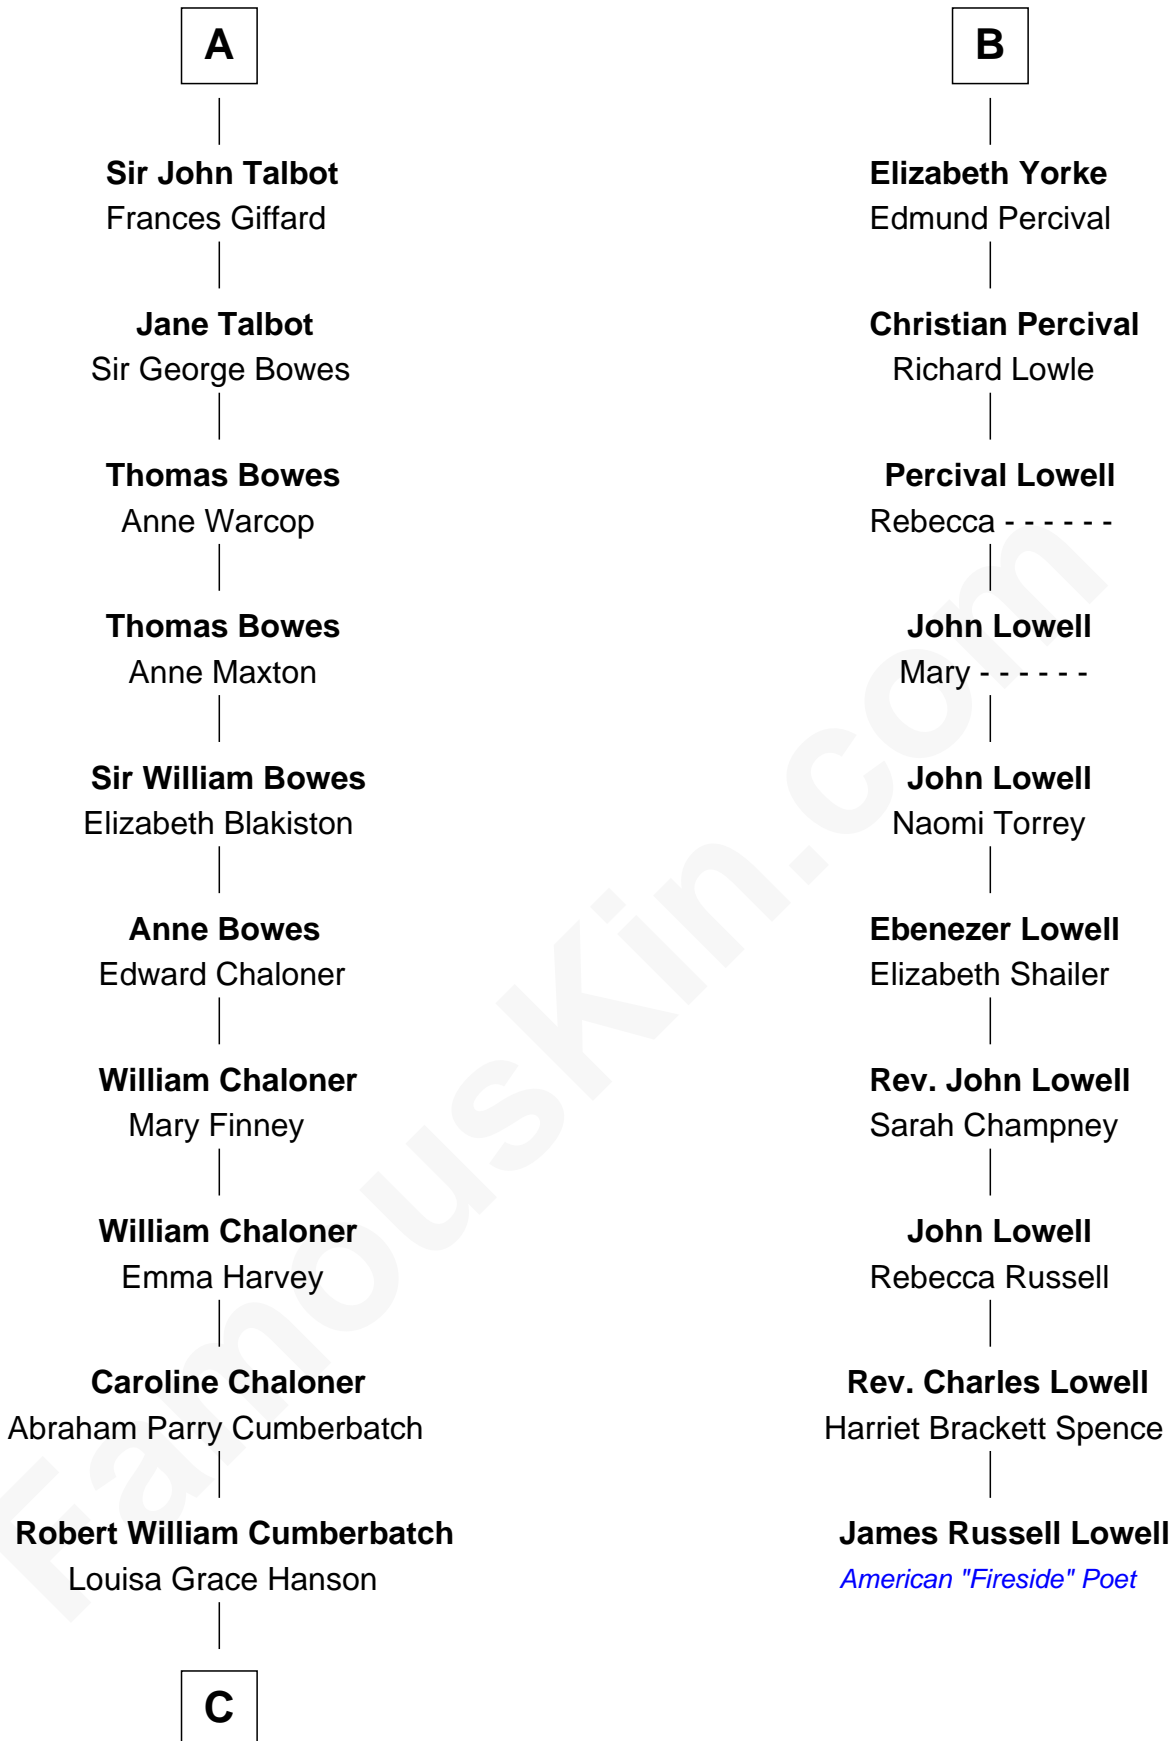 A
Sir John Talbot
Frances Giffard
Jane Talbot
Sir George Bowes
Thomas Bowes
Anne Warcop
Thomas Bowes
Anne Maxton
Sir William Bowes
Elizabeth Blakiston
Anne Bowes
Edward Chaloner
William Chaloner
Mary Finney
William Chaloner
Emma Harvey
Caroline Chaloner
Abraham Parry Cumberbatch
Robert William Cumberbatch
Louisa Grace Hanson
C
B
Elizabeth Yorke
Edmund Percival
Christian Percival
Richard Lowle
Percival Lowell
Rebecca - - - - - -
John Lowell
Mary - - - - - -
John Lowell
Naomi Torrey
Ebenezer Lowell
Elizabeth Shailer
Rev. John Lowell
Sarah Champney
John Lowell
Rebecca Russell
Rev. Charles Lowell
Harriet Brackett Spence
James Russell Lowell
American "Fireside" Poet
FamousKin.com